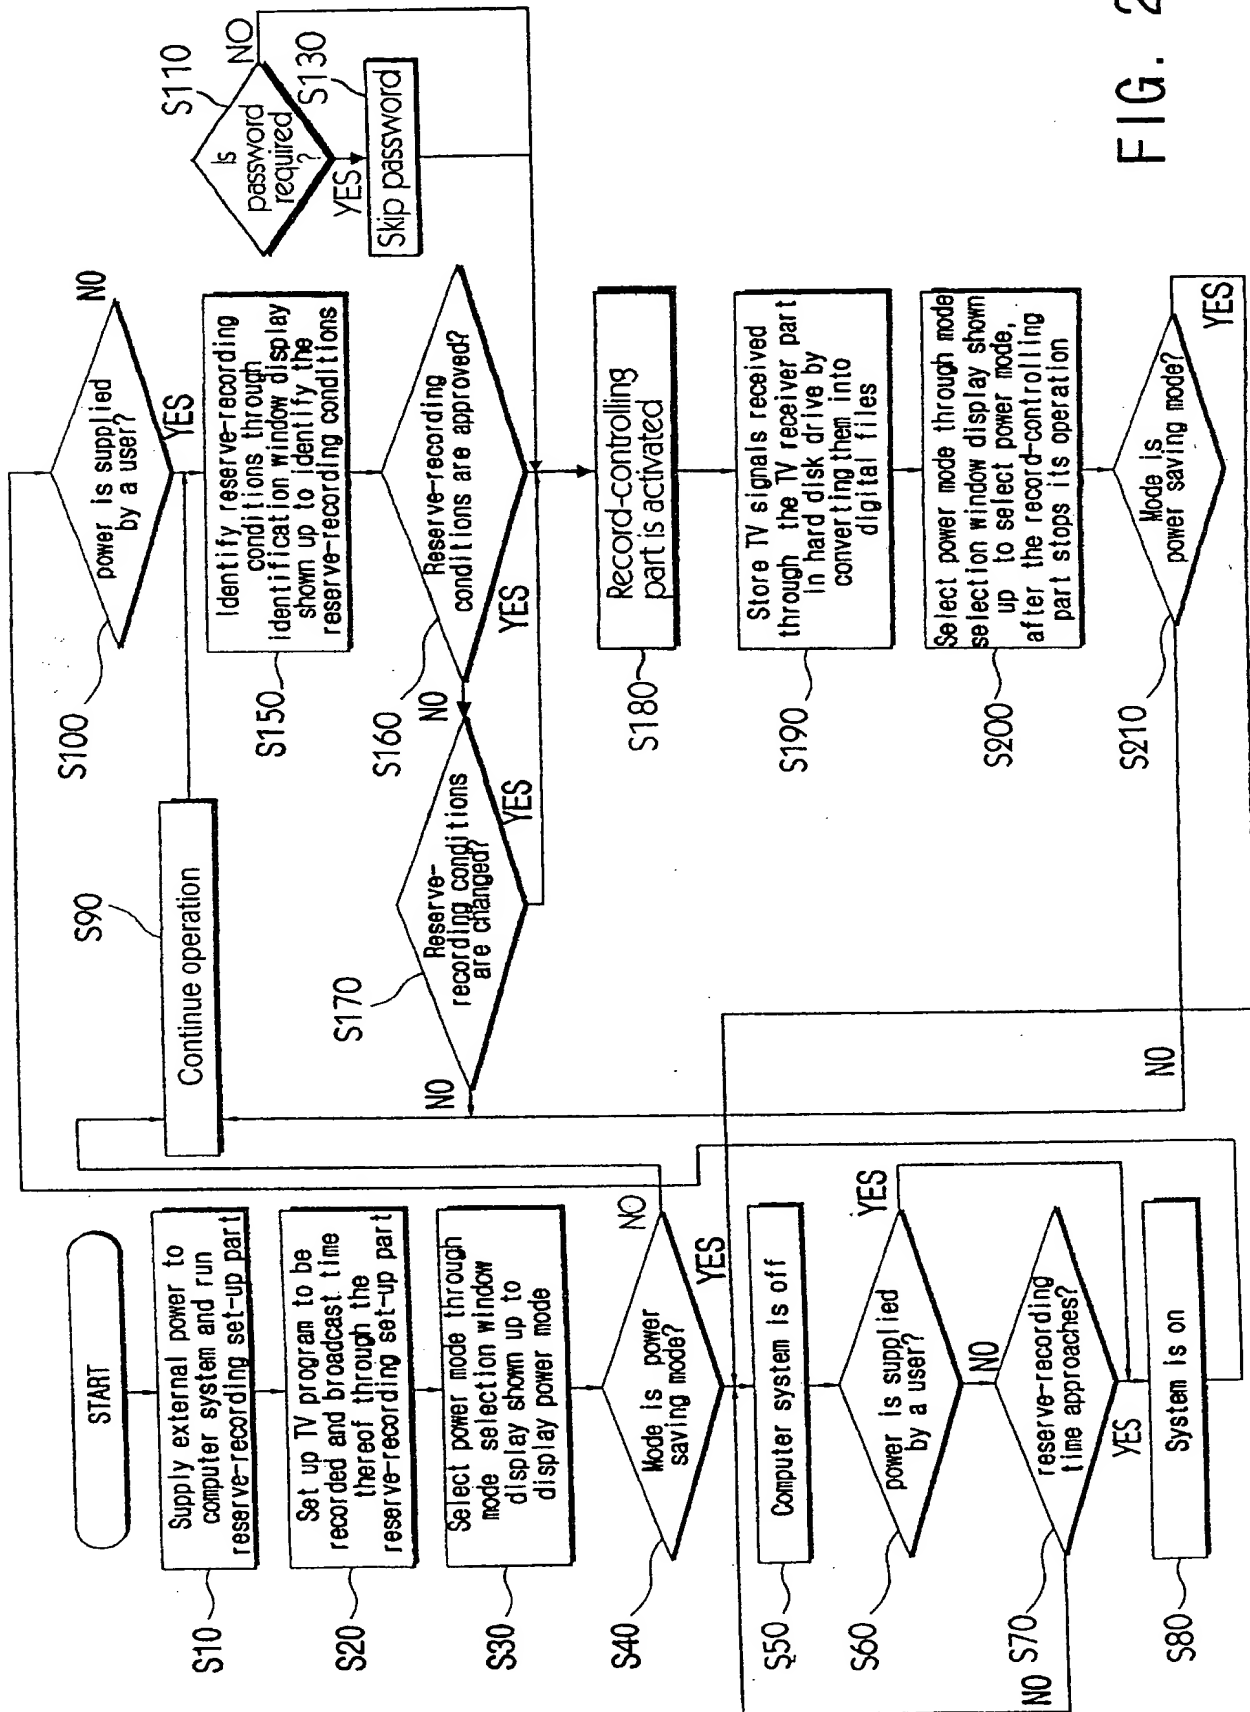 START
S10
Supply external power to
computer system and run
reserve-recording set-up part
S20
Set up TV program to be
recorded and broadcast time
thereof through the
reserve-recording set-up part
S30
Select power mode through
mode selection window
display shown up to
display power mode
S40
Mode is power
saving mode?
NO
YES
S50
Computer system is off
S60
power is supplied
by a user?
YES
NO
S70
reserve-recording
time approaches?
NO
YES
S80
System is on
S90
Continue operation
S100
power is supplied
by a user?
NO
YES
S110
Is
password
required
?
NO
YES
S130
Skip password
S150
Identify reserve-recording
conditions through
identification window display
shown up to identify the
reserve-recording conditions
S160
Reserve-recording
conditions are approved?
NO
YES
S170
Reserve-
recording conditions
are changed?
NO
YES
S180
Record-controlling
part is activated
S190
Store TV signals received
through the TV receiver part
in hard disk drive by
converting them into
digital files
S200
Select power mode through mode
selection window display shown
up to select power mode,
after the record-controlling
part stops its operation
S210
Mode is
power saving mode?
NO
YES
FIG. 2